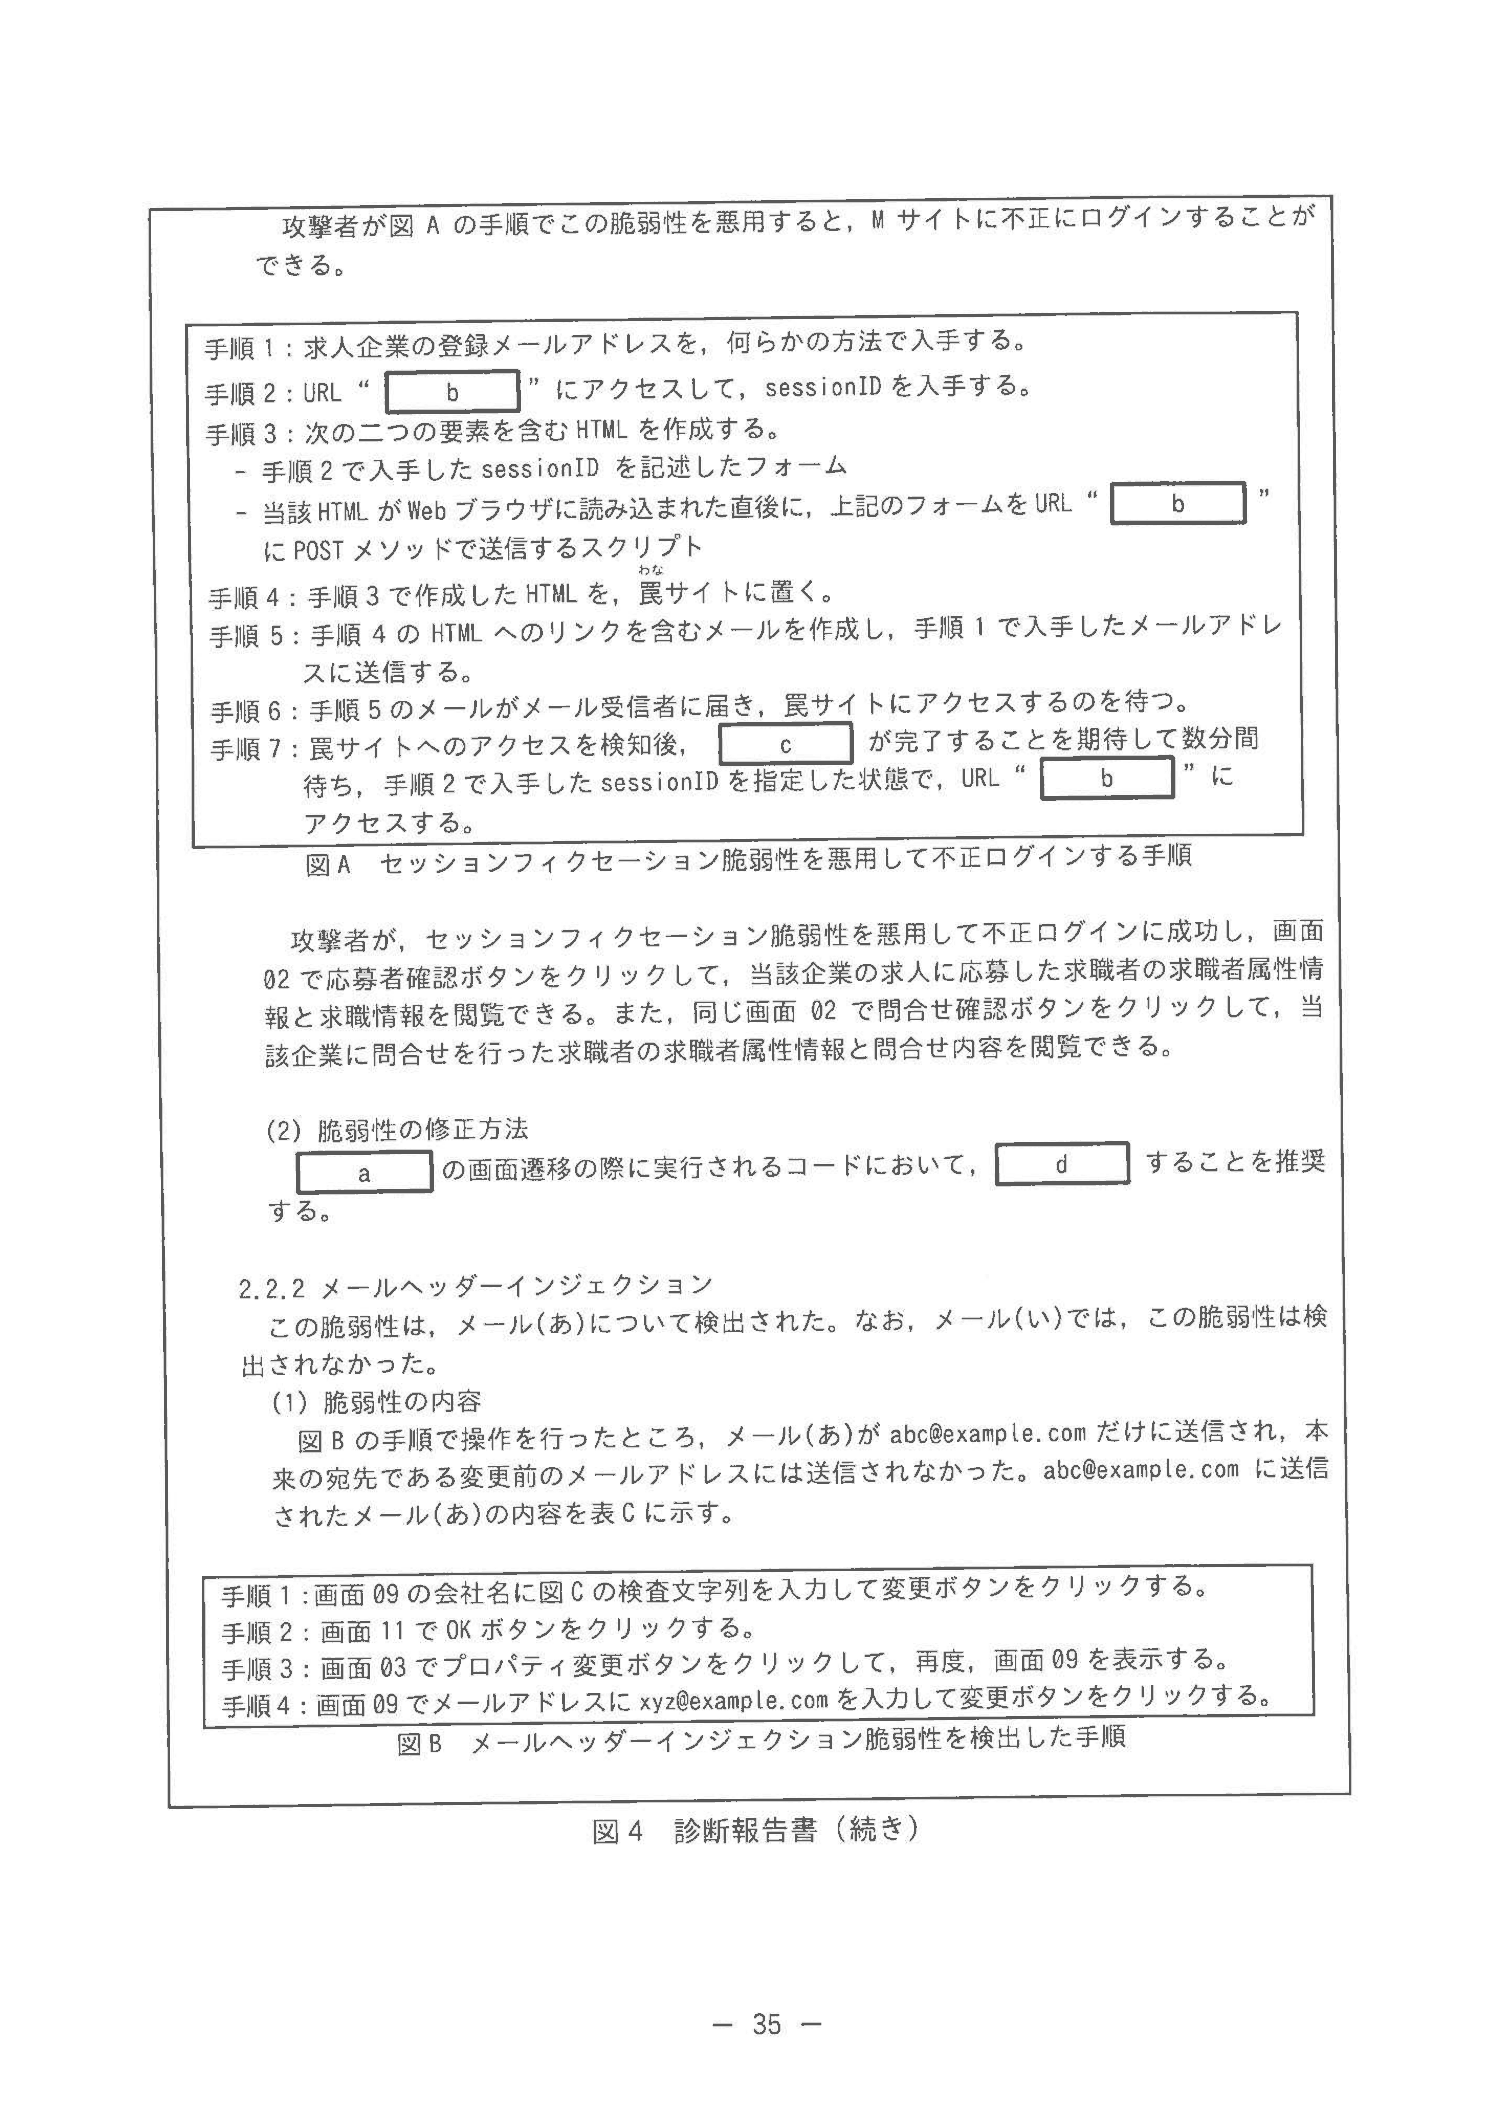 攻撃者が図 A の手順でこの脆弱性を悪用すると，M サイトに不正にログインすることが
できる。
手順 1：求人企業の登録メールアドレスを，何らかの方法で入手する。
手順 2：URL “ b ” にアクセスして，sessionID を入手する。
手順 3：次の二つの要素を含む HTML を作成する。
- 手順 2 で入手した sessionID を記述したフォーム
- 当該 HTML が Web ブラウザに読み込まれた直後に，上記のフォームを URL “ b ”
に POST メソッドで送信するスクリプト
わな
手順 4：手順 3 で作成した HTML を，罠サイトに置く。
手順 5：手順 4 の HTML へのリンクを含むメールを作成し，手順 1 で入手したメールアドレ
スに送信する。
手順 6：手順 5 のメールがメール受信者に届き，罠サイトにアクセスするのを待つ。
手順 7：罠サイトへのアクセスを検知後， c が完了することを期待して数分間
待ち，手順 2 で入手した sessionID を指定した状態で，URL “ b ” に
アクセスする。
図 A　セッションフィクセーション脆弱性を悪用して不正ログインする手順
攻撃者が，セッションフィクセーション脆弱性を悪用して不正ログインに成功し，画面
02 で応募者確認ボタンをクリックして，当該企業の求人に応募した求職者の求職者属性情
報と求職情報を閲覧できる。また，同じ画面 02 で問合せ確認ボタンをクリックして，当
該企業に問合せを行った求職者の求職者属性情報と問合せ内容を閲覧できる。
(2) 脆弱性の修正方法
a の画面遷移の際に実行されるコードにおいて， d することを推奨
する。
2.2.2 メールヘッダーインジェクション
この脆弱性は，メール(あ)について検出された。なお，メール(い)では，この脆弱性は検
出されなかった。
(1) 脆弱性の内容
図 B の手順で操作を行ったところ，メール(あ)が abc@example.com だけに送信され，本
来の宛先である変更前のメールアドレスには送信されなかった。abc@example.com に送信
されたメール(あ)の内容を表 C に示す。
手順 1：画面 09 の会社名に図 C の検査文字列を入力して変更ボタンをクリックする。
手順 2：画面 11 で OK ボタンをクリックする。
手順 3：画面 03 でプロパティ変更ボタンをクリックして，再度，画面 09 を表示する。
手順 4：画面 09 でメールアドレスに xyz@example.com を入力して変更ボタンをクリックする。
図 B　メールヘッダーインジェクション脆弱性を検出した手順
図 4　診断報告書（続き）
― 35 ―